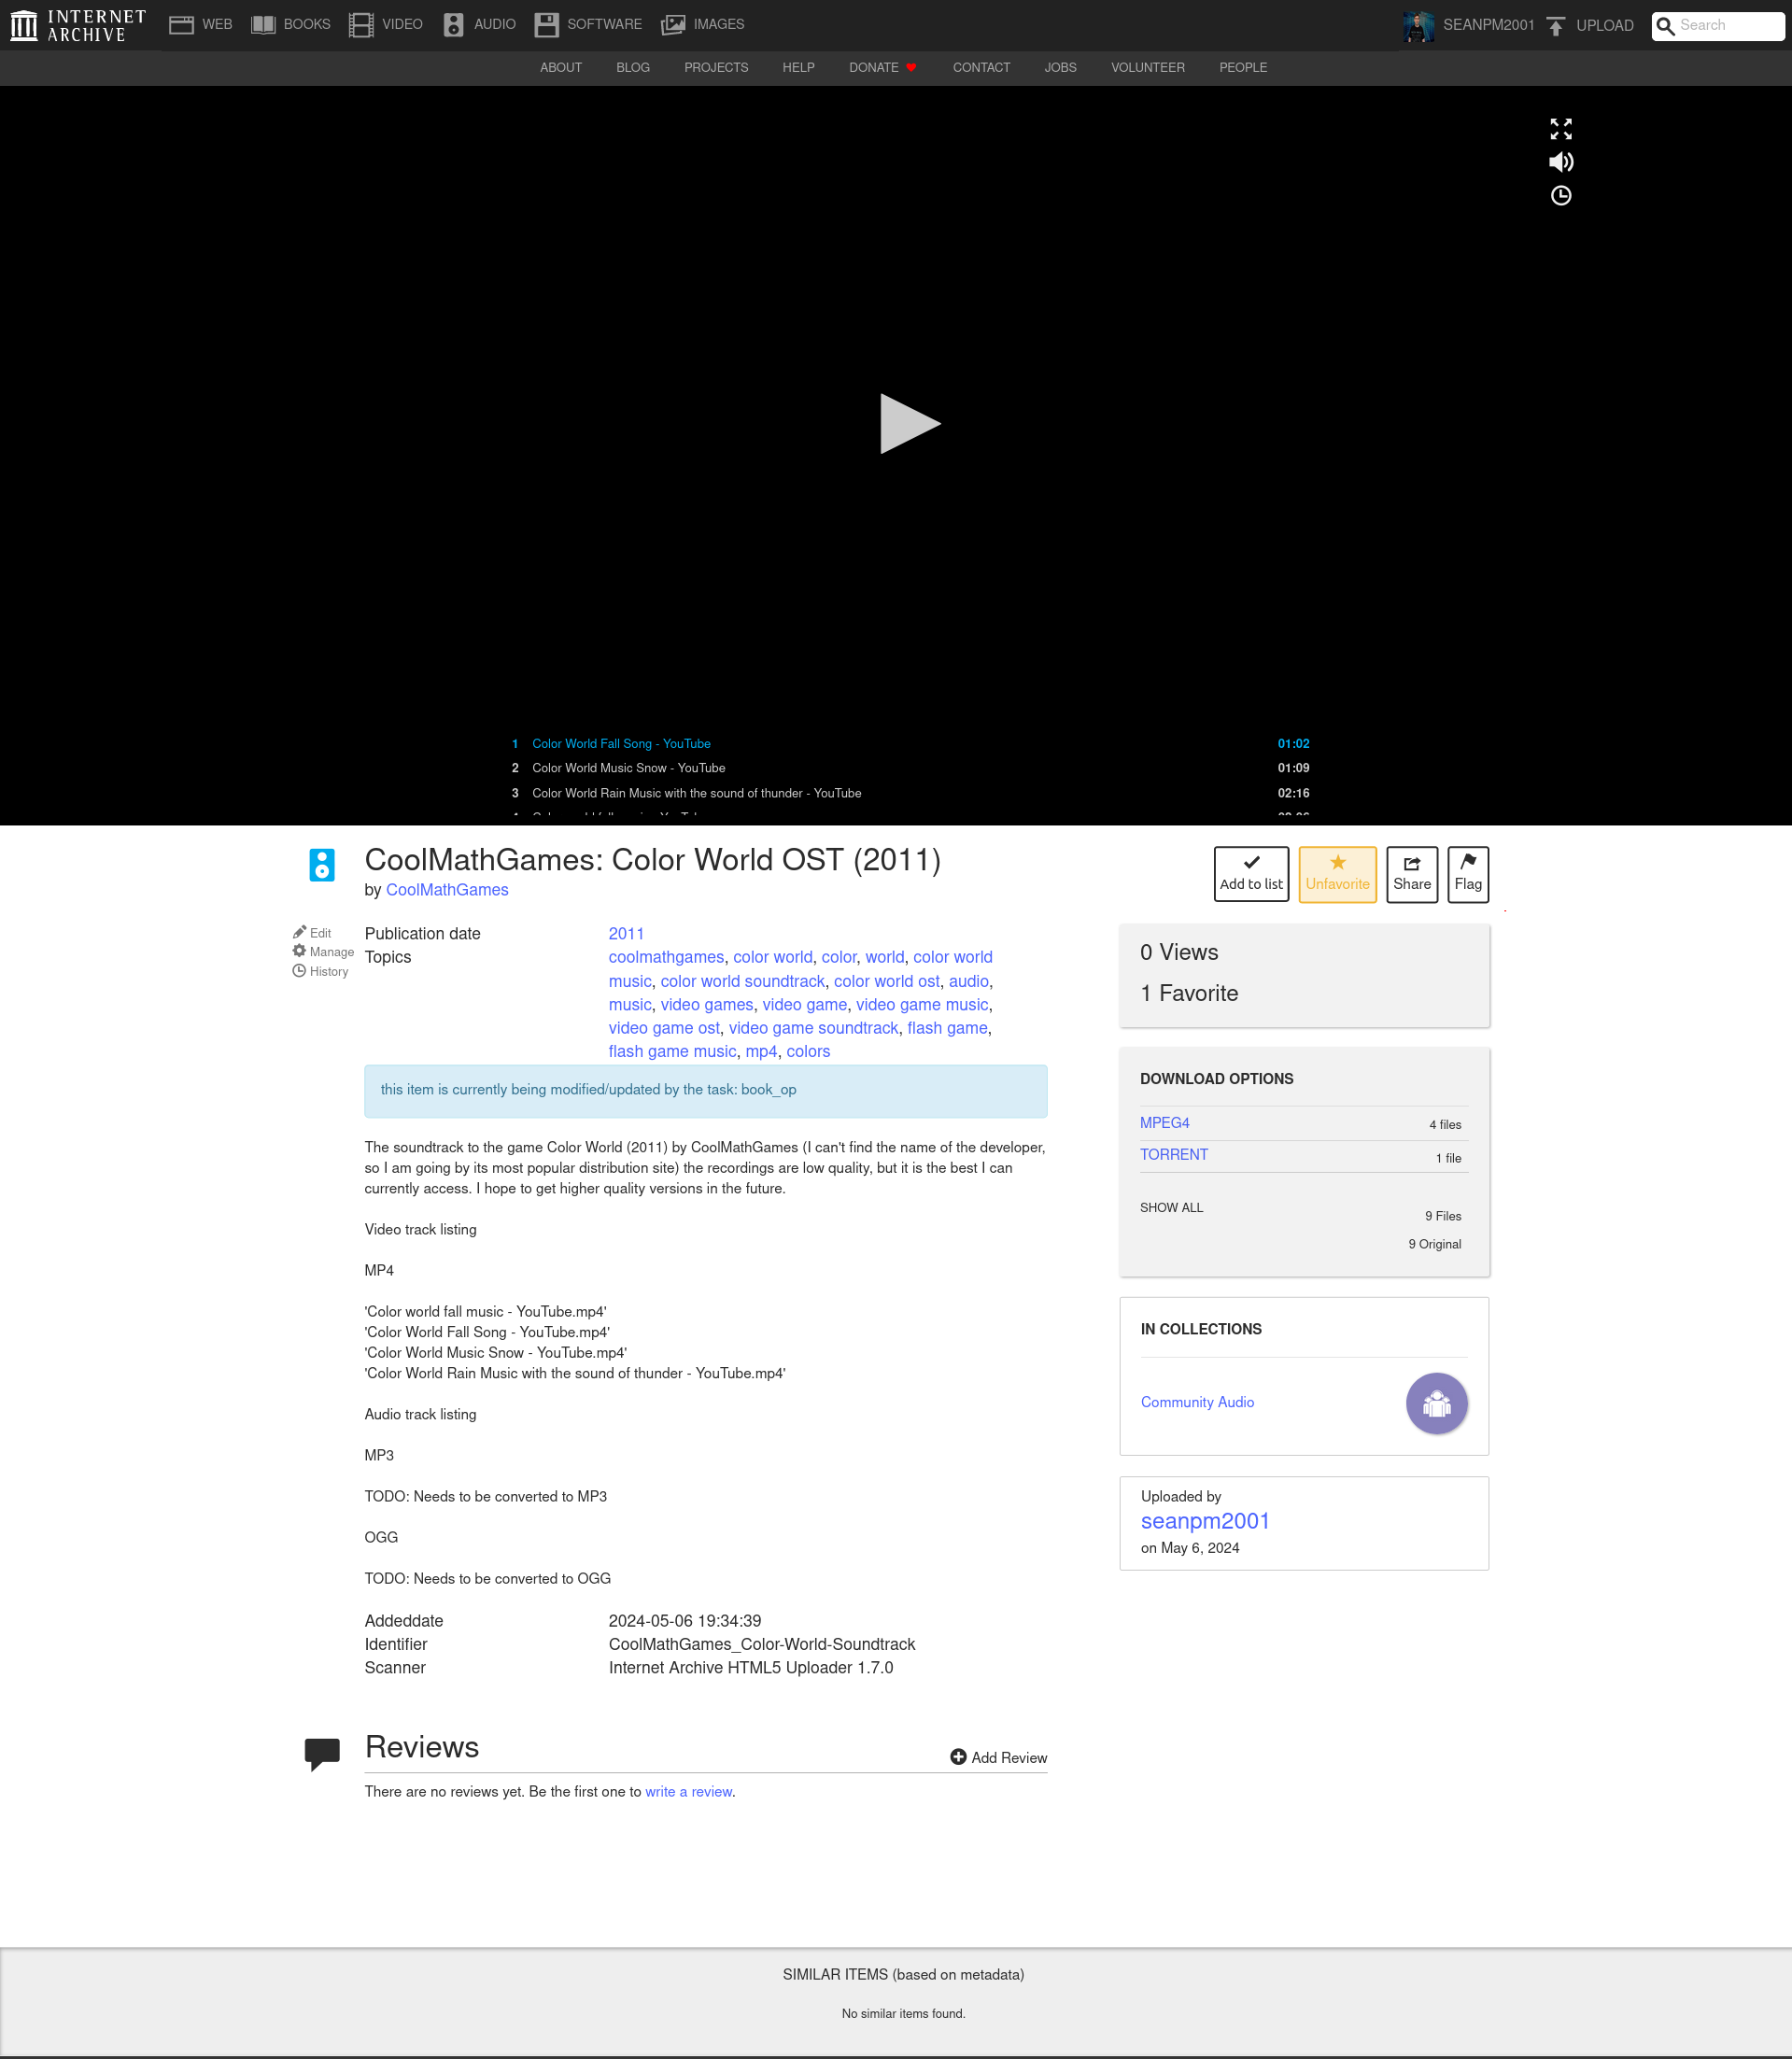 INTERNET ARCHIVE WEB BOOKS VIDEO AUDIO SOFTWARE IMAGES SEANPM2001 UPLOAD Search
ABOUT BLOG PROJECTS HELP DONATE CONTACT JOBS VOLUNTEER PEOPLE
1 Color World Fall Song - YouTube 01:02
2 Color World Music Snow - YouTube 01:09
3 Color World Rain Music with the sound of thunder - YouTube 02:16
CoolMathGames: Color World OST (2011)
by CoolMathGames
Add to list
Unfavorite
Share
Flag
Edit
Manage
History
Publication date 2011
Topics coolmathgames, color world, color, world, color world
music, color world soundtrack, color world ost, audio,
music, video games, video game, video game music,
video game ost, video game soundtrack, flash game,
flash game music, mp4, colors
this item is currently being modified/updated by the task: book_op
The soundtrack to the game Color World (2011) by CoolMathGames (I can't find the name of the developer,
so I am going by its most popular distribution site) the recordings are low quality, but it is the best I can
currently access. I hope to get higher quality versions in the future.
Video track listing
MP4
'Color world fall music - YouTube.mp4'
'Color World Fall Song - YouTube.mp4'
'Color World Music Snow - YouTube.mp4'
'Color World Rain Music with the sound of thunder - YouTube.mp4'
Audio track listing
MP3
TODO: Needs to be converted to MP3
OGG
TODO: Needs to be converted to OGG
Addeddate 2024-05-06 19:34:39
Identifier CoolMathGames_Color-World-Soundtrack
Scanner Internet Archive HTML5 Uploader 1.7.0
0 Views
1 Favorite
DOWNLOAD OPTIONS
MPEG4 4 files
TORRENT 1 file
SHOW ALL 9 Files
9 Original
IN COLLECTIONS
Community Audio
Uploaded by
seanpm2001
on May 6, 2024
Reviews
Add Review
There are no reviews yet. Be the first one to write a review.
SIMILAR ITEMS (based on metadata)
No similar items found.